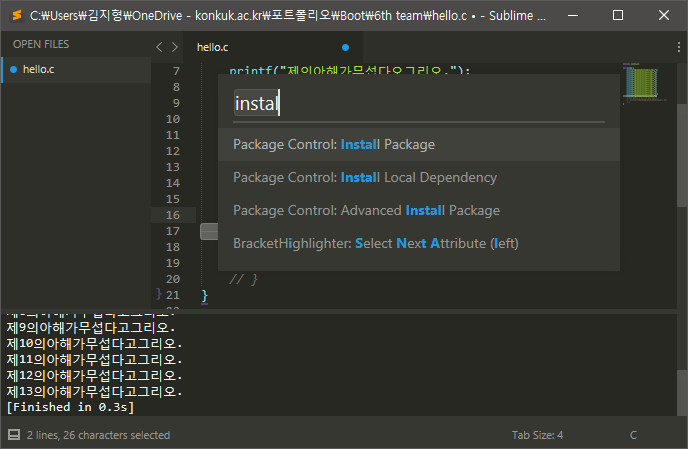 C:₩Users₩김지형₩OneDrive - konkuk.ac.kr₩포트폴리오₩Boot₩6th team₩hello.c • - Sublime ...
OPEN FILES
hello.c
hello.c
7 printf("제의아해가무섭다오그리오.");
8
9
10
11
12
13
14
15
16
17
18
19
20 // }
21 }
instal
Package Control: Install Package
Package Control: Install Local Dependency
Package Control: Advanced Install Package
BracketHighlighter: Select Next Attribute (left)
제9의아해가무섭다고그리오.
제10의아해가무섭다고그리오.
제11의아해가무섭다고그리오.
제12의아해가무섭다고그리오.
제13의아해가무섭다고그리오.
[Finished in 0.3s]
2 lines, 26 characters selected
Tab Size: 4
C